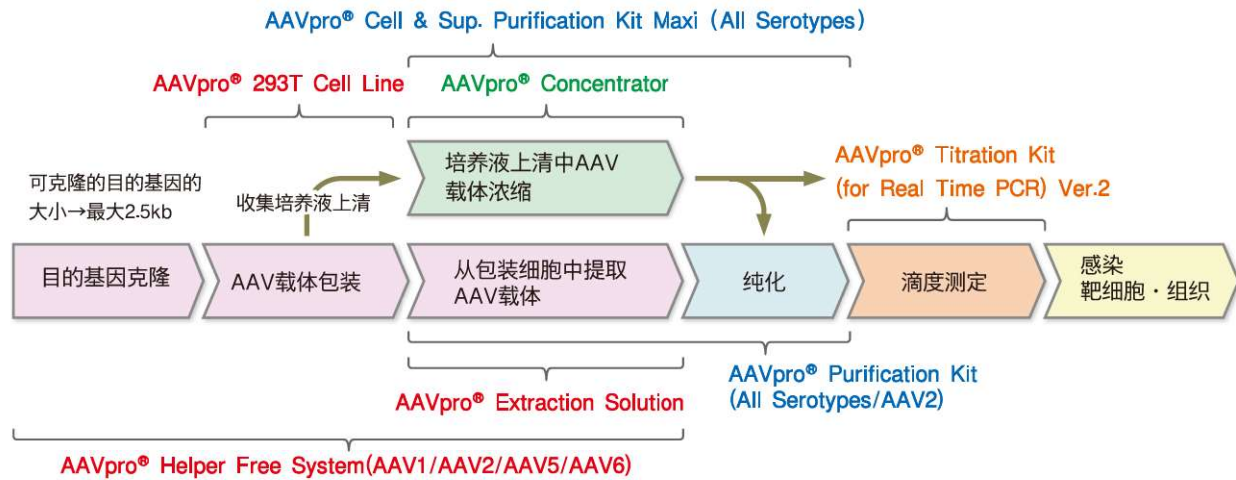 AAVpro® Cell & Sup. Purification Kit Maxi (All Serotypes)
AAVpro® 293T Cell Line
AAVpro® Concentrator
可克隆的目的基因的
大小→最大2.5kb
收集培养液上清
培养液上清中AAV
载体浓缩
AAVpro® Titration Kit
(for Real Time PCR) Ver.2
目的基因克隆
AAV载体包装
从包装细胞中提取
AAV载体
纯化
滴度测定
感染
靶细胞·组织
AAVpro® Extraction Solution
AAVpro® Purification Kit
(All Serotypes/AAV2)
AAVpro® Helper Free System(AAV1/AAV2/AAV5/AAV6)